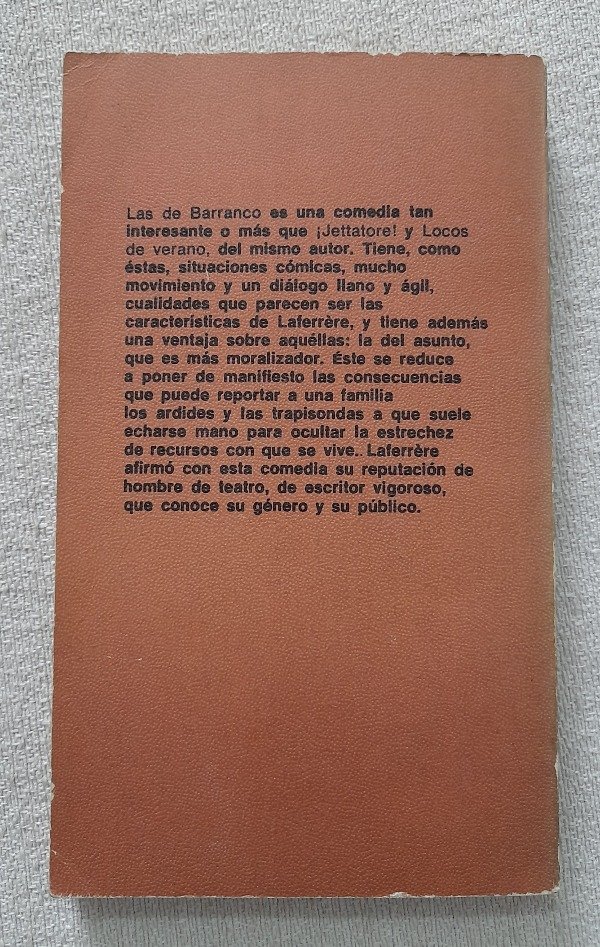 Las de Barranco es una comedia tan
interesante o más que ¡Jettatore! y Locos
de verano, del mismo autor. Tiene, como
éstas, situaciones cómicas, mucho
movimiento y un diálogo llano y ágil,
cualidades que parecen ser las
características de Laferrère, y tiene además
una ventaja sobre aquéllas: la del asunto,
que es más moralizador. Éste se reduce
a poner de manifiesto las consecuencias
que puede reportar a una familia
los ardides y las trapisondas a que suele
echarse mano para ocultar la estrechez
de recursos con que se vive.. Laferrère
afirmó con esta comedia su reputación de
hombre de teatro, de escritor vigoroso,
que conoce su género y su público.